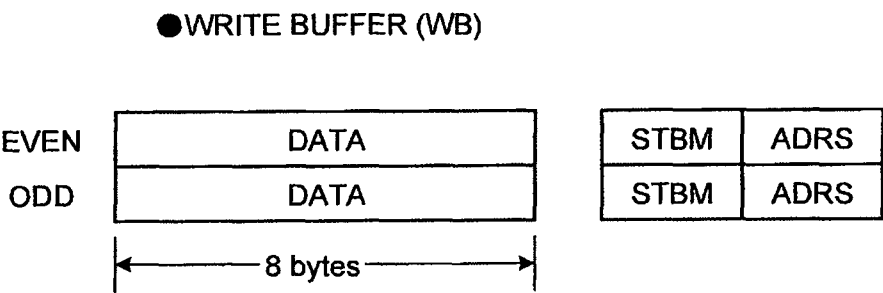 ●WRITE BUFFER (WB)
EVEN DATA STBM ADRS
ODD DATA STBM ADRS
8 bytes